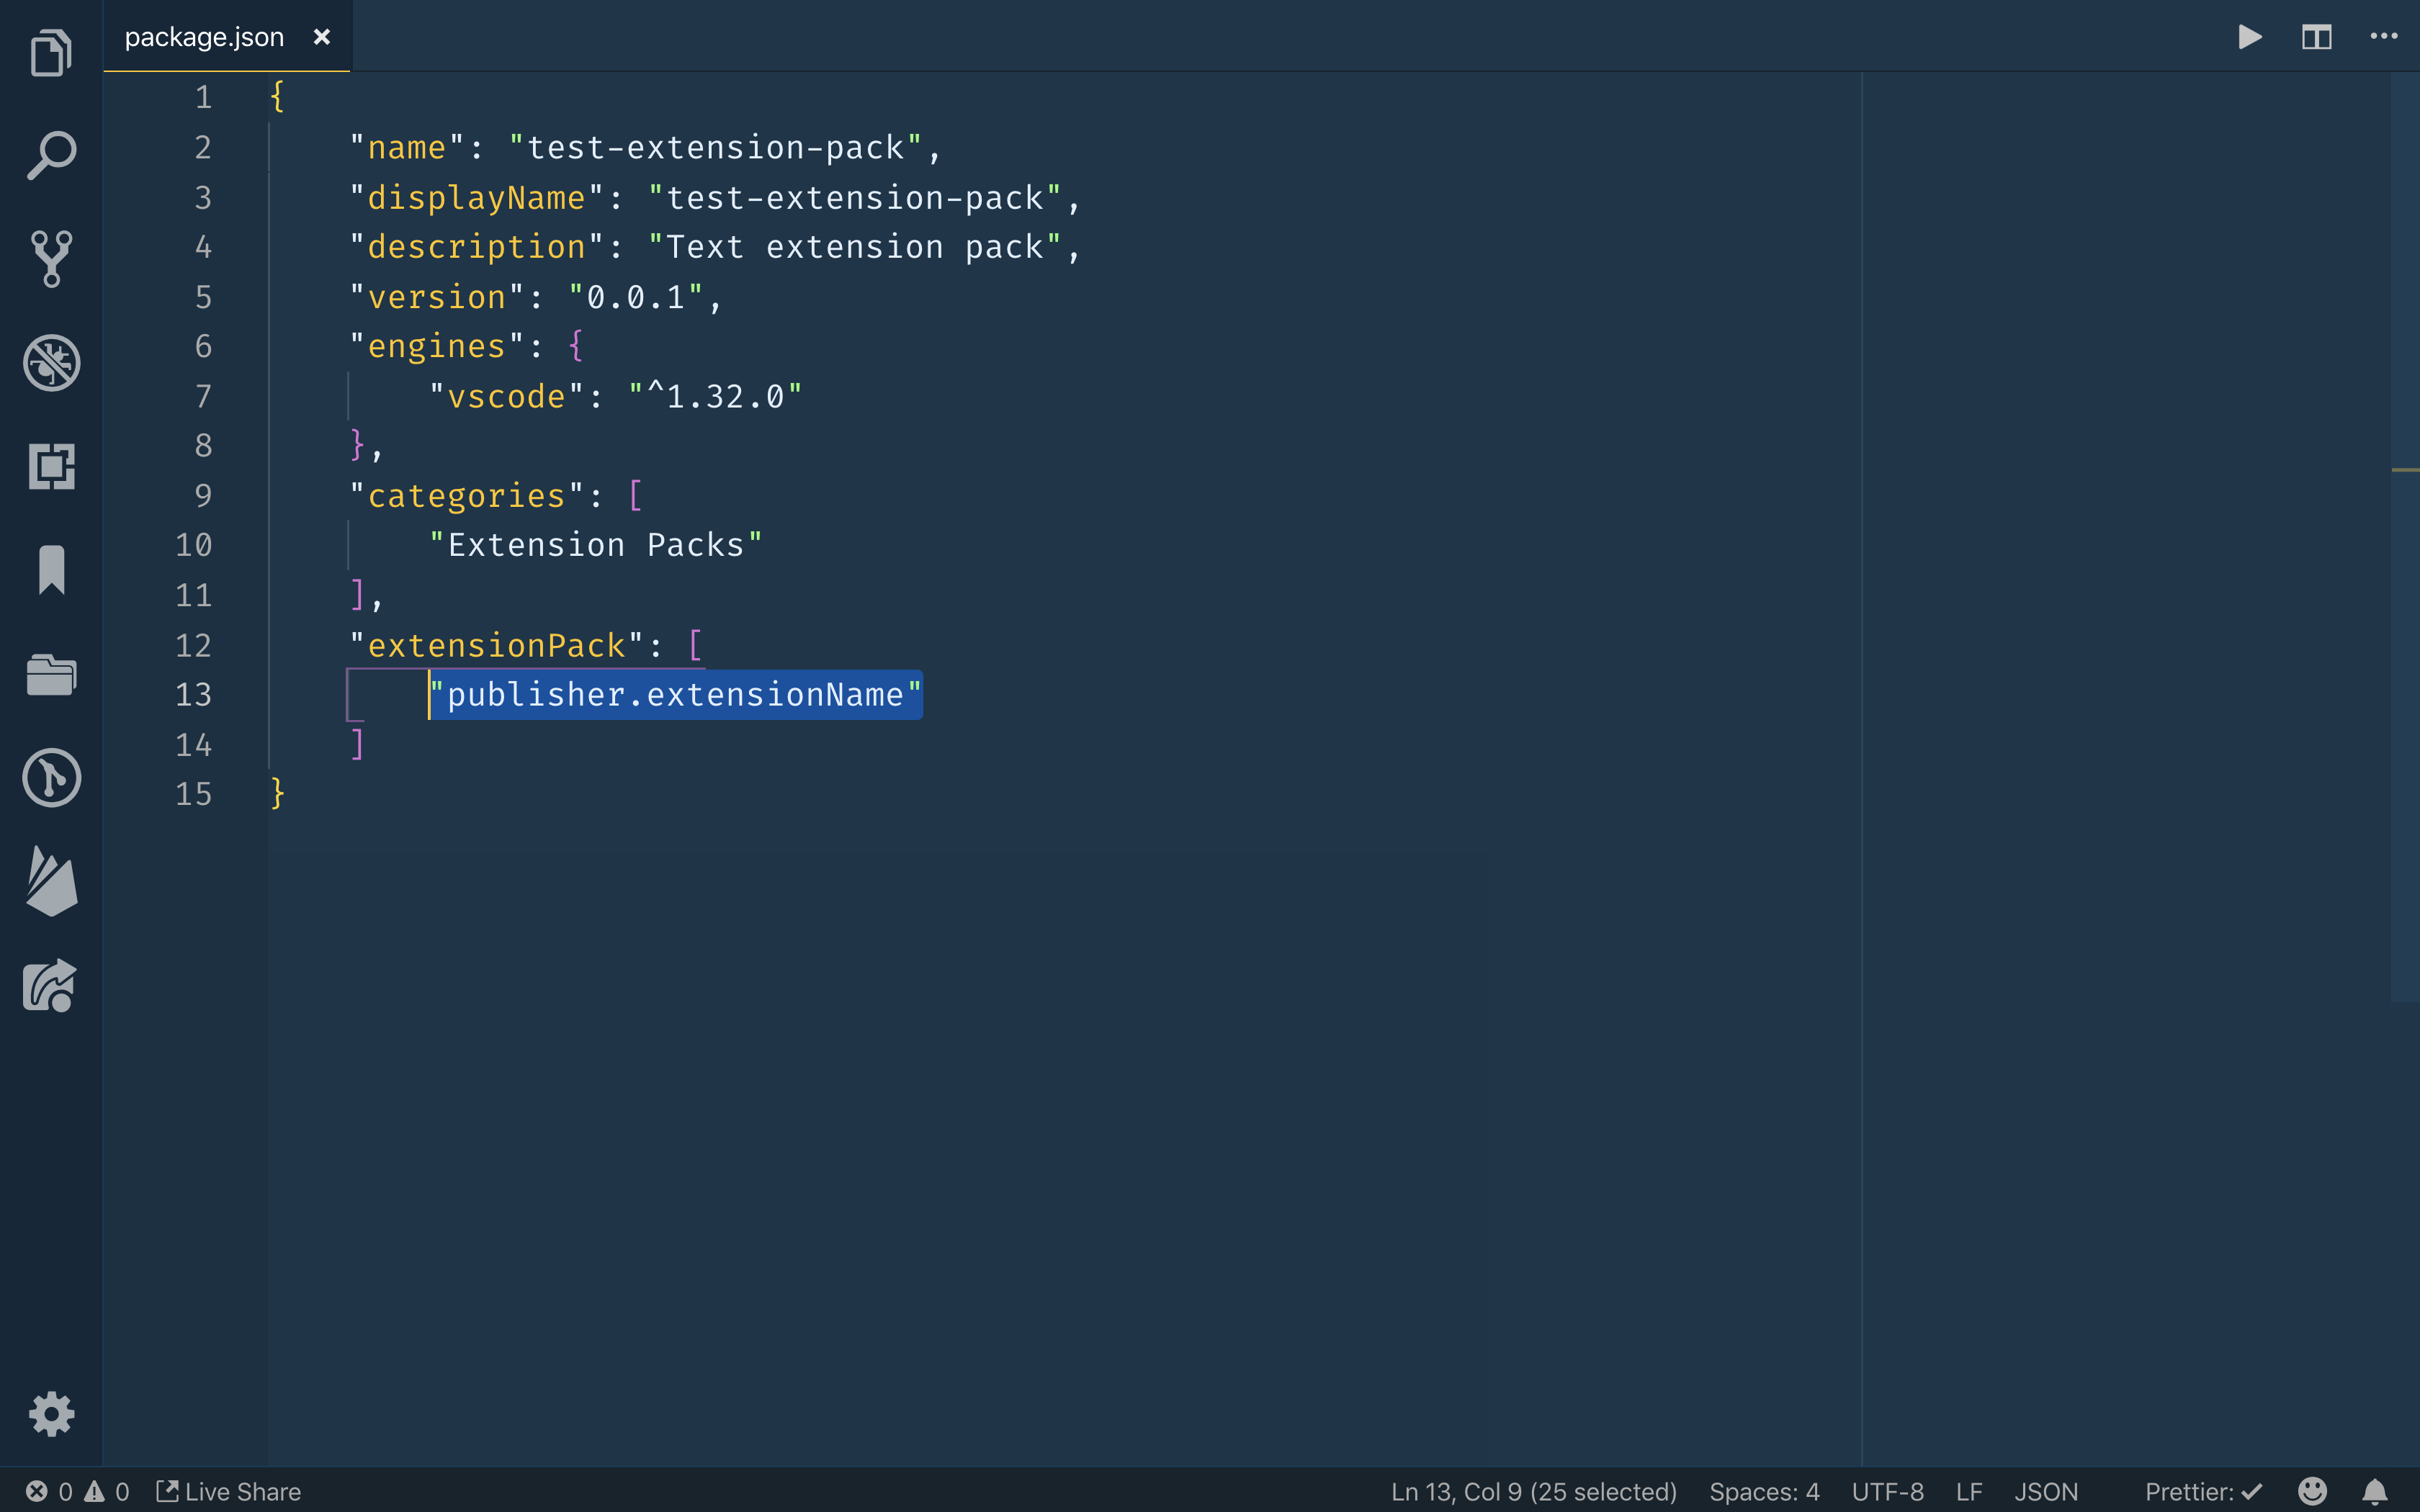 package.json
1 {
2 "name": "test-extension-pack",
3 "displayName": "test-extension-pack",
4 "description": "Text extension pack",
5 "version": "0.0.1",
6 "engines": {
7 "vscode": "^1.32.0"
8 },
9 "categories": [
10 "Extension Packs"
11 ],
12 "extensionPack": [
13 "publisher.extensionName"
14 ]
15 }
0 0 Live Share Ln 13, Col 9 (25 selected) Spaces: 4 UTF-8 LF JSON Prettier: ✓